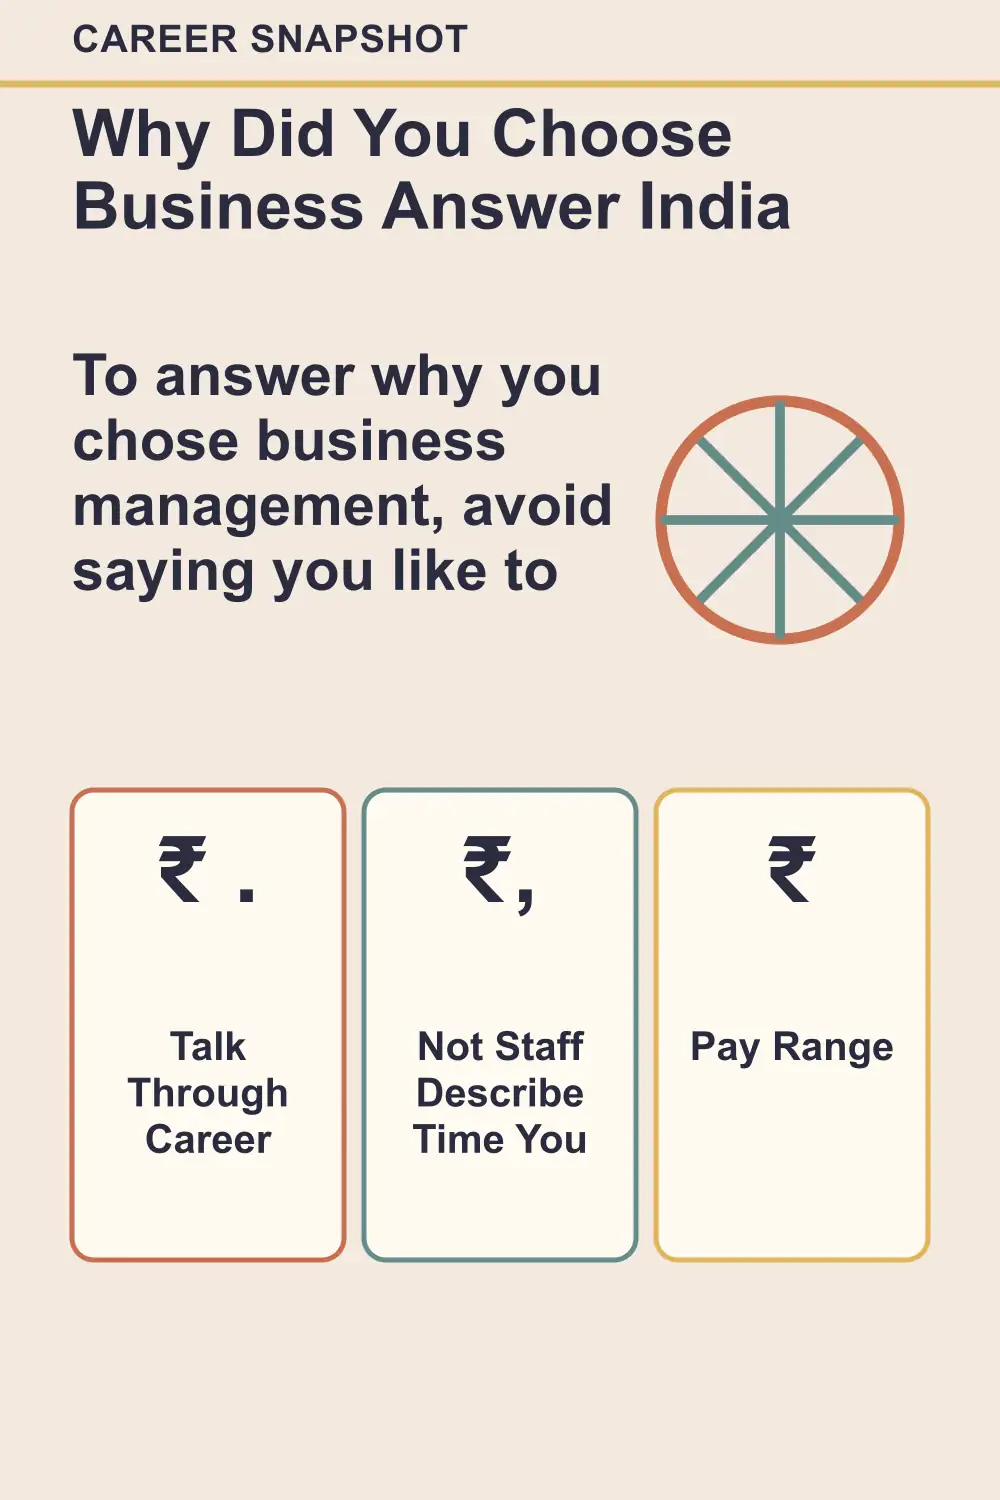 CAREER SNAPSHOT
Why Did You Choose
Business Answer India
To answer why you
chose business
management, avoid
saying you like to
₹ .
Talk
Through
Career
₹,
Not Staff
Describe
Time You
₹
Pay Range